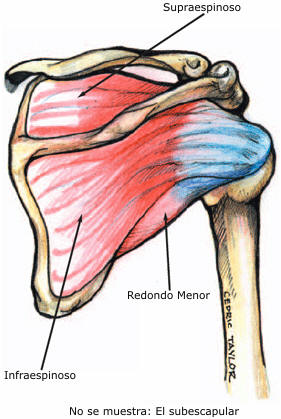 Supraespinoso
Redondo Menor
CEDRIC TAYLOR
Infraespinoso
No se muestra: El subescapular